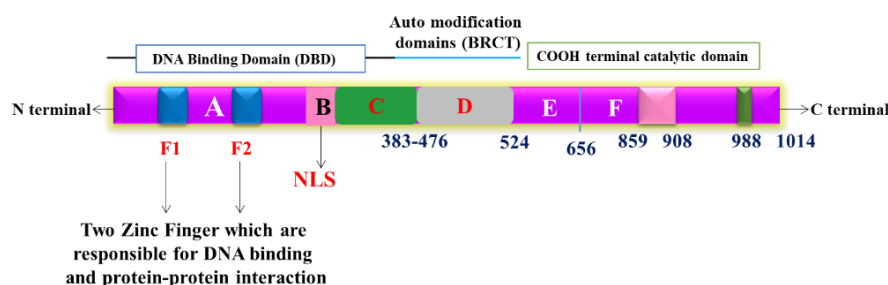 Auto modification
domains (BRCT)
DNA Binding Domain (DBD)
COOH terminal catalytic domain
N terminal
A
B
C
D
E
F
C terminal
F1
F2
NLS
383-476
524
656
859
908
988
1014
Two Zinc Finger which are
responsible for DNA binding
and protein-protein interaction